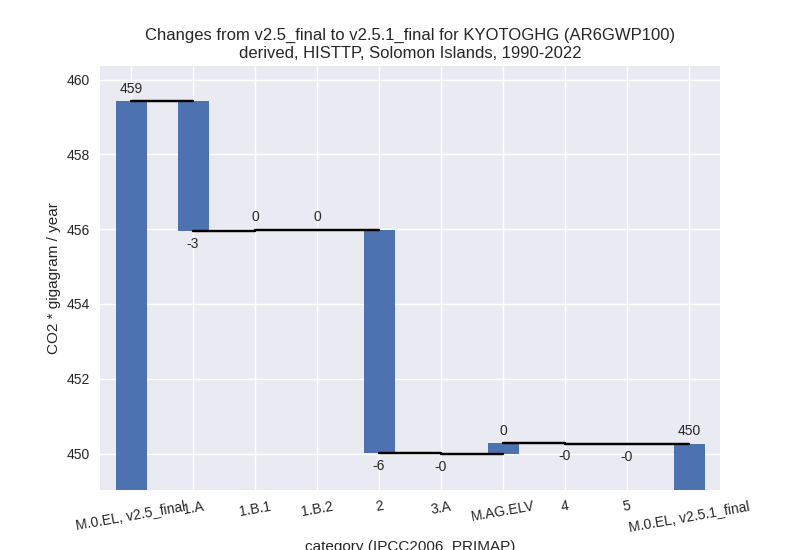 Changes from v2.5_final to v2.5.1_final for KYOTOGHG (AR6GWP100)
derived, HISTTP, Solomon Islands, 1990-2022
CO2 * gigagram / year
460
458
456
454
452
450
459
-3
0
0
-6
-0
0
-0
-0
450
M.0.EL, v2.5_final
1.A
1.B.1
1.B.2
2
3.A
M.AG.ELV
4
5
M.0.EL, v2.5.1_final
category (IPCC2006_PRIMAP)